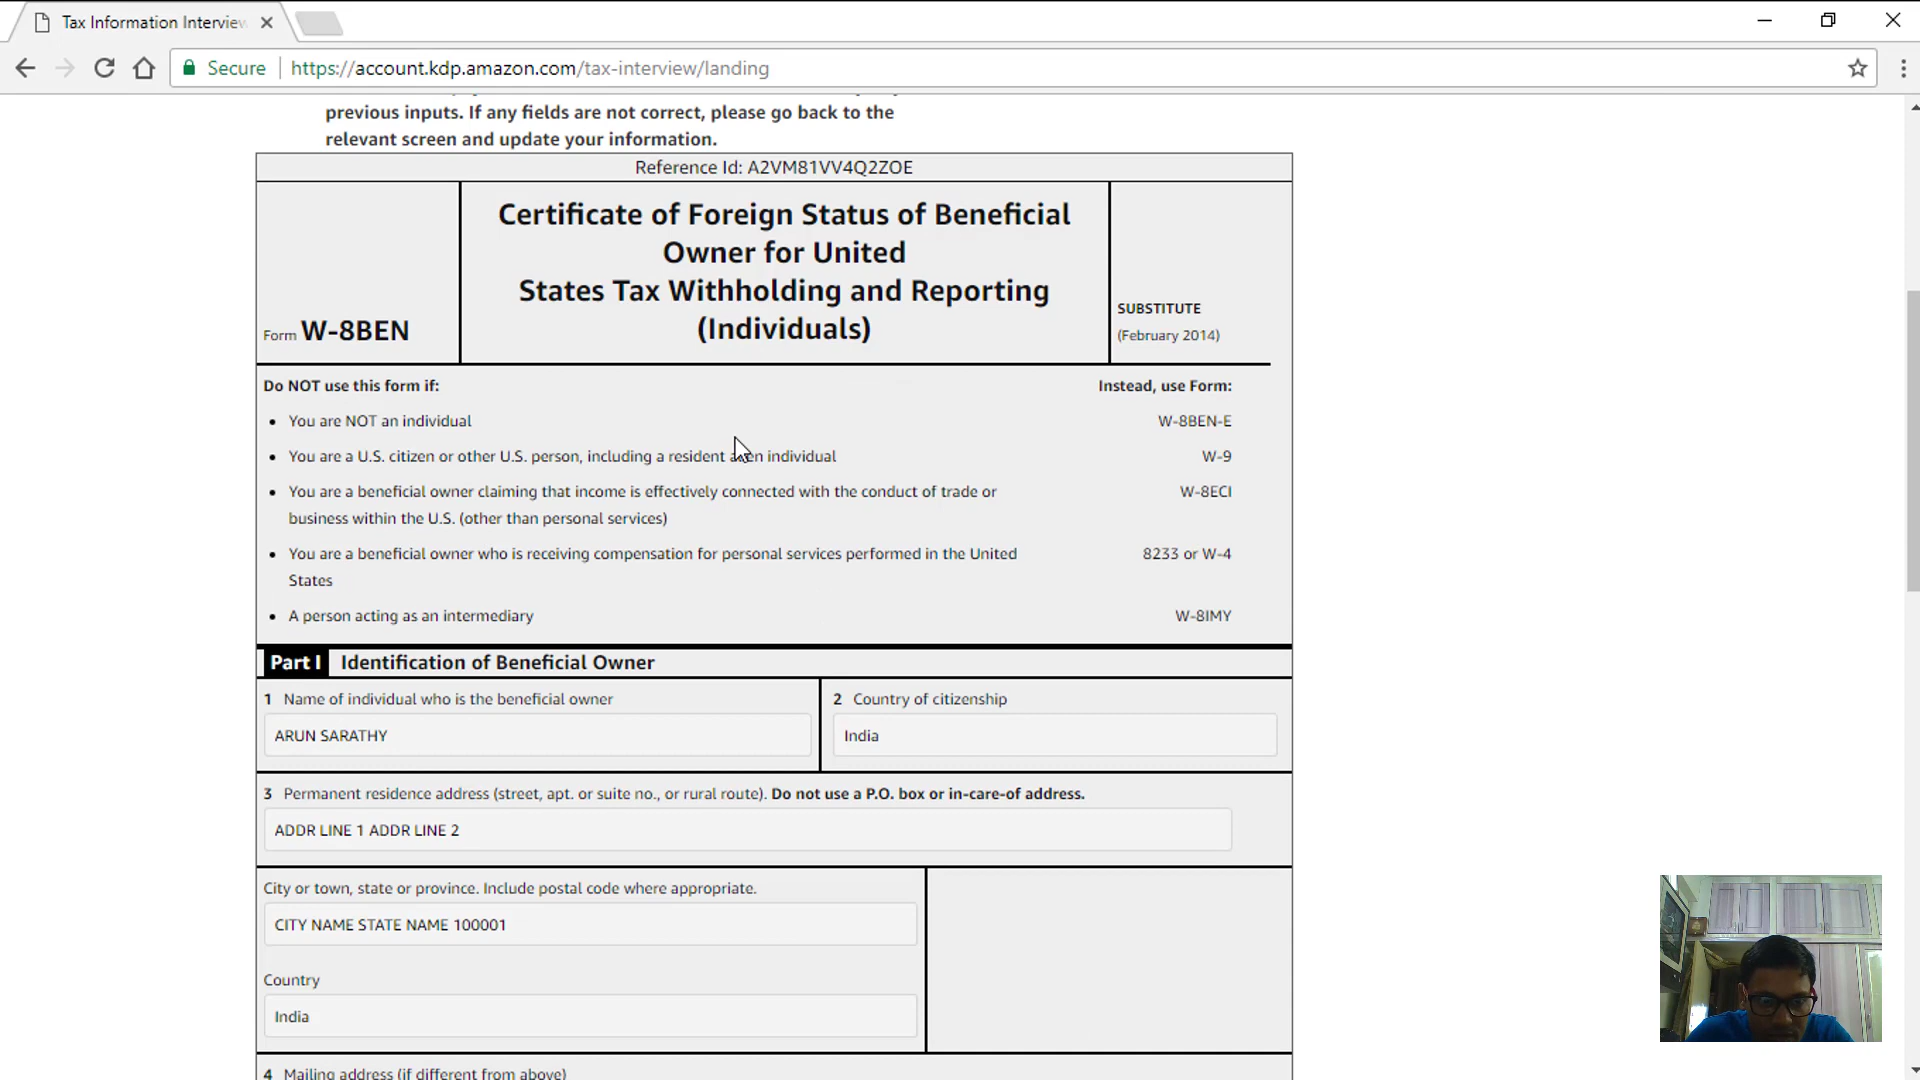 Tax Information Interview
Secure
https://account.kdp.amazon.com/tax-interview/landing
previous inputs. If any fields are not correct, please go back to the
relevant screen and update your information.
Reference Id: A2VM81VV4Q2ZOE
Form W-8BEN
Certificate of Foreign Status of Beneficial
Owner for United
States Tax Withholding and Reporting
(Individuals)
SUBSTITUTE
(February 2014)
Do NOT use this form if: Instead, use Form:
• You are NOT an individual W-8BEN-E
• You are a U.S. citizen or other U.S. person, including a resident alien individual W-9
• You are a beneficial owner claiming that income is effectively connected with the conduct of trade or W-8ECI
business within the U.S. (other than personal services)
• You are a beneficial owner who is receiving compensation for personal services performed in the United 8233 or W-4
States
• A person acting as an intermediary W-8IMY
Part I Identification of Beneficial Owner
1 Name of individual who is the beneficial owner
ARUN SARATHY
2 Country of citizenship
India
3 Permanent residence address (street, apt. or suite no., or rural route). Do not use a P.O. box or in-care-of address.
ADDR LINE 1 ADDR LINE 2
City or town, state or province. Include postal code where appropriate.
CITY NAME STATE NAME 100001
Country
India
4 Mailing address (if different from above)